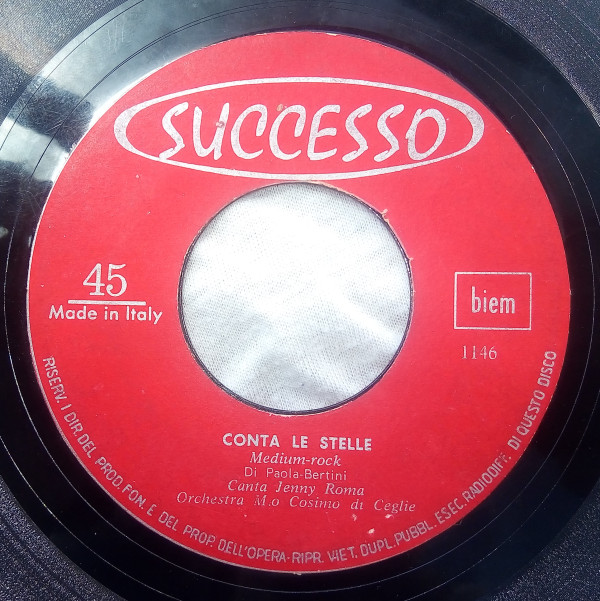 SUCCESSO
45
Made in Italy
biem
1146
CONTA LE STELLE
Medium-rock
Di Paola-Bertini
Canta Jenny Roma
Orchestra M.o Cosimo di Ceglie
RISERV. I DIR. DEL PROD. FON. E DEL PROP. DELL'OPERA - RIPR. VIET. DUPL. PUBBL. ESEC. RADIODIFF. DI QUESTO DISCO